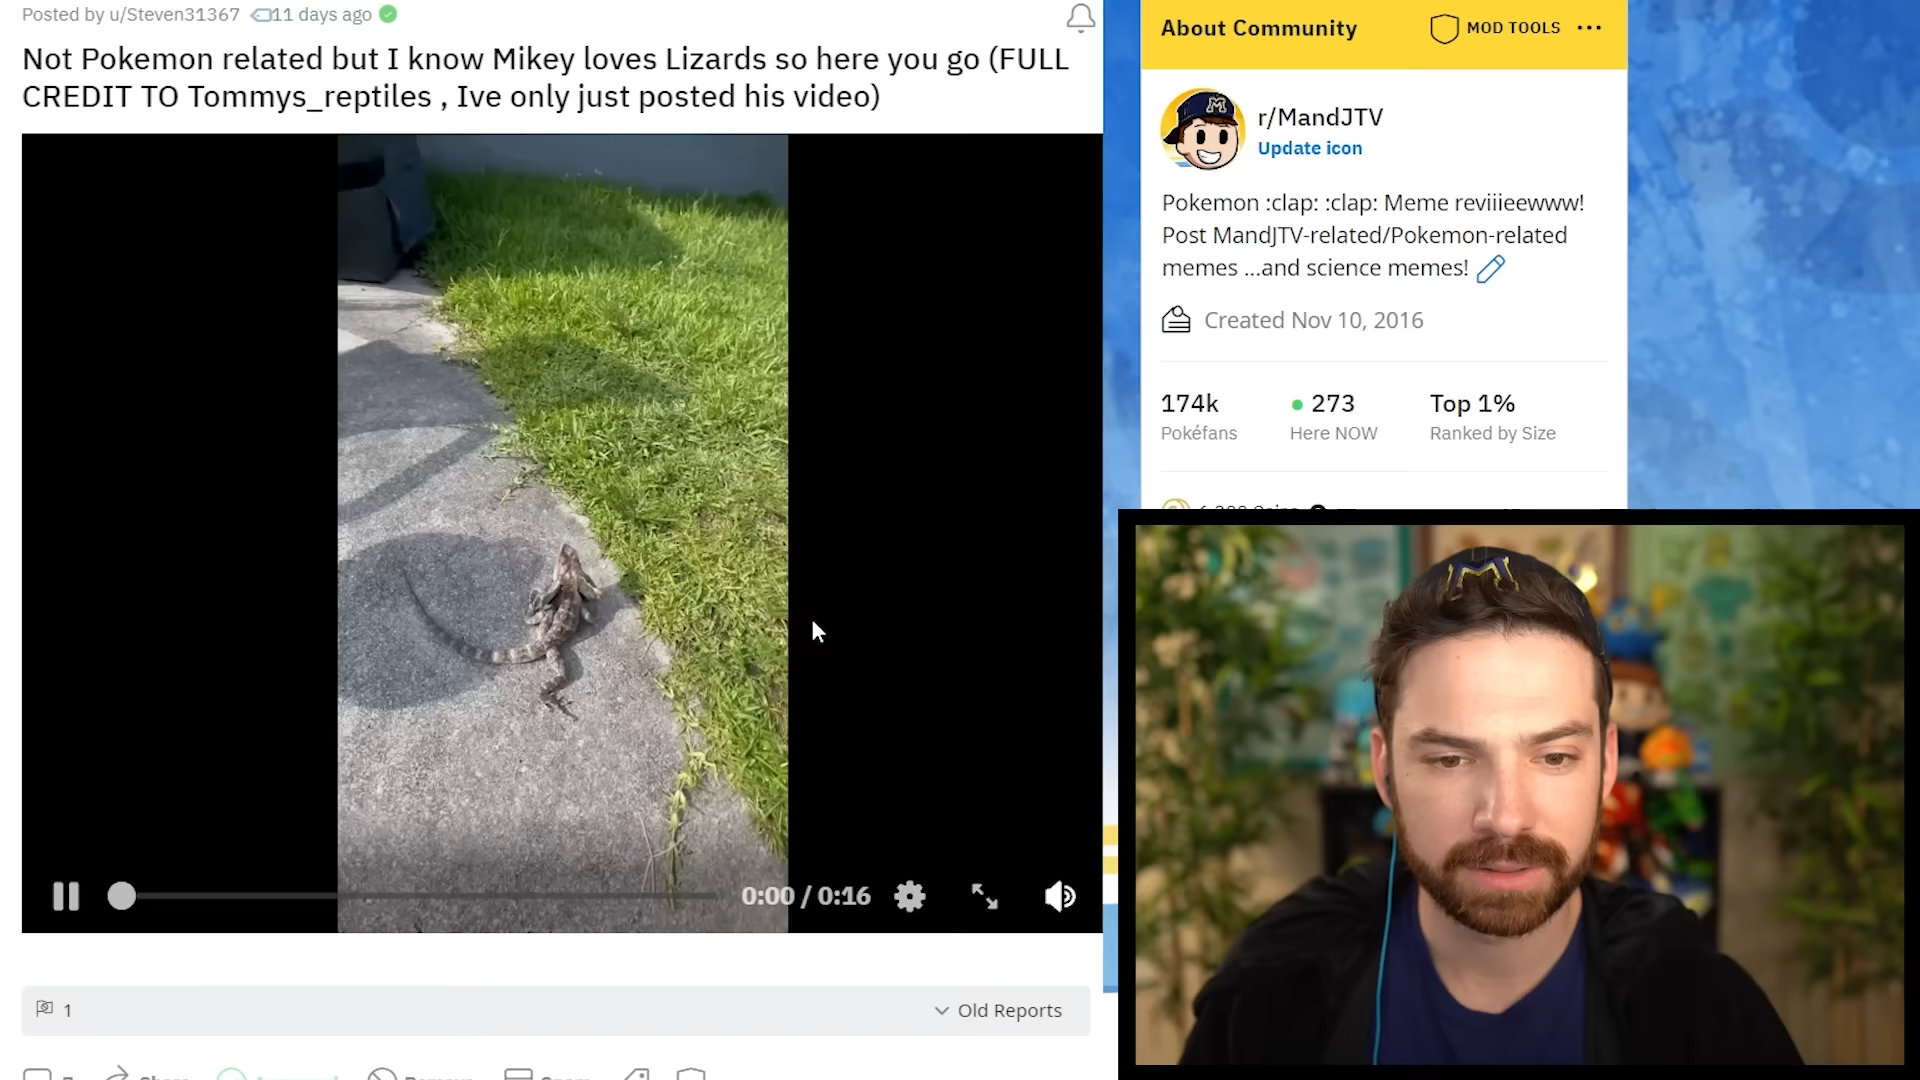 Posted by u/Steven31367 11 days ago
Not Pokemon related but I know Mikey loves Lizards so here you go (FULL
CREDIT TO Tommys_reptiles , Ive only just posted his video)
0:00 / 0:16
1
Old Reports
About Community
MOD TOOLS
r/MandJTV
Update icon
Pokemon :clap: :clap: Meme reviiieewww!
Post MandJTV-related/Pokemon-related
memes ...and science memes!
Created Nov 10, 2016
174k
Pokéfans
273
Here NOW
Top 1%
Ranked by Size
M